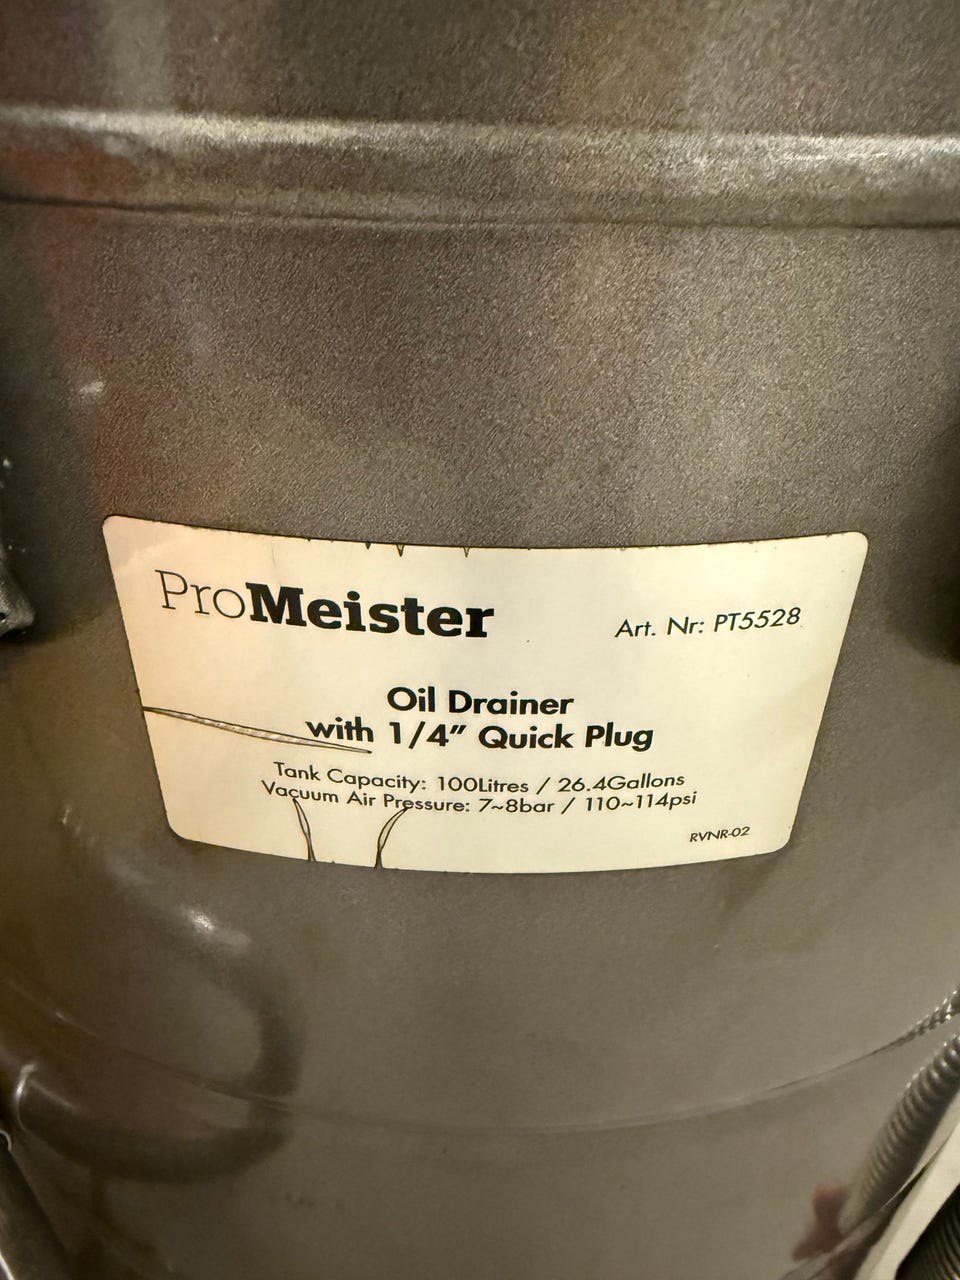 ProMeister
Art. Nr: PT5528
Oil Drainer
with 1/4" Quick Plug
Tank Capacity: 100Litres / 26.4Gallons
Vacuum Air Pressure: 7~8bar / 110~114psi
RVNR-02